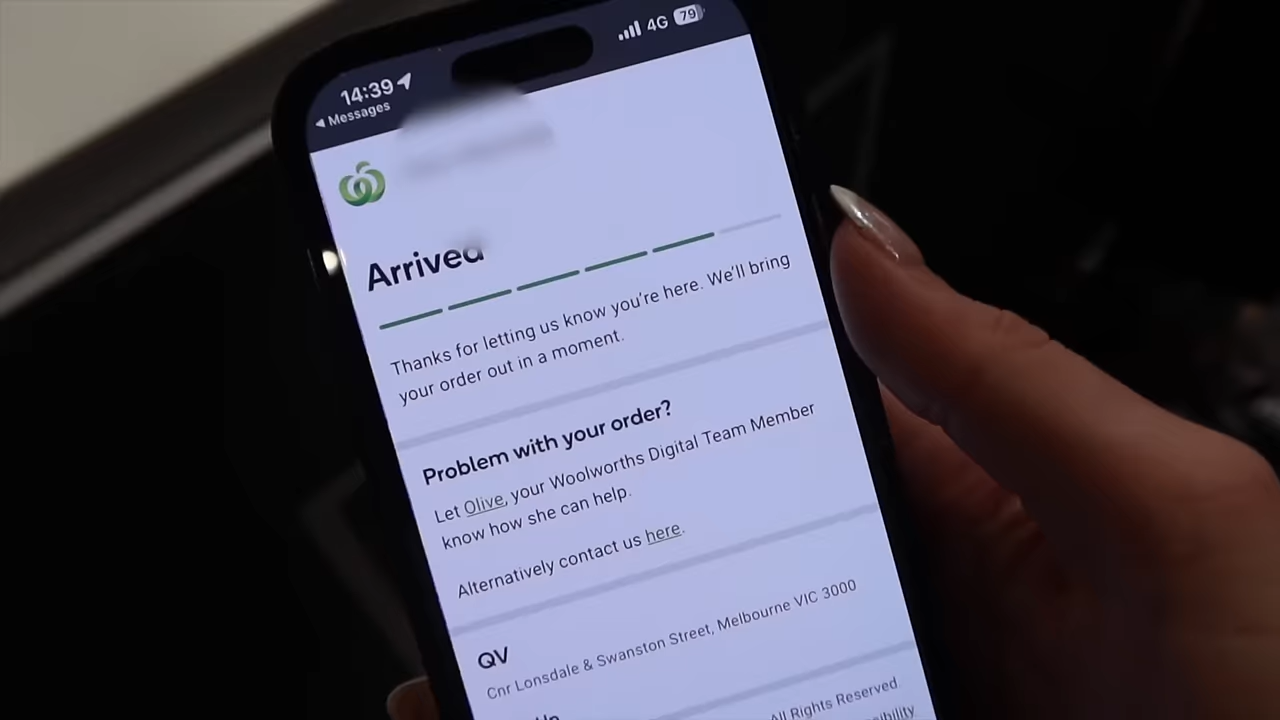 14:39
4G 79
Messages
Arrived
Thanks for letting us know you're here. We'll bring
your order out in a moment.
Problem with your order?
Let Olive, your Woolworths Digital Team Member
know how she can help.
Alternatively contact us here.
QV
Cnr Lonsdale & Swanston Street, Melbourne VIC 3000
All Rights Reserved